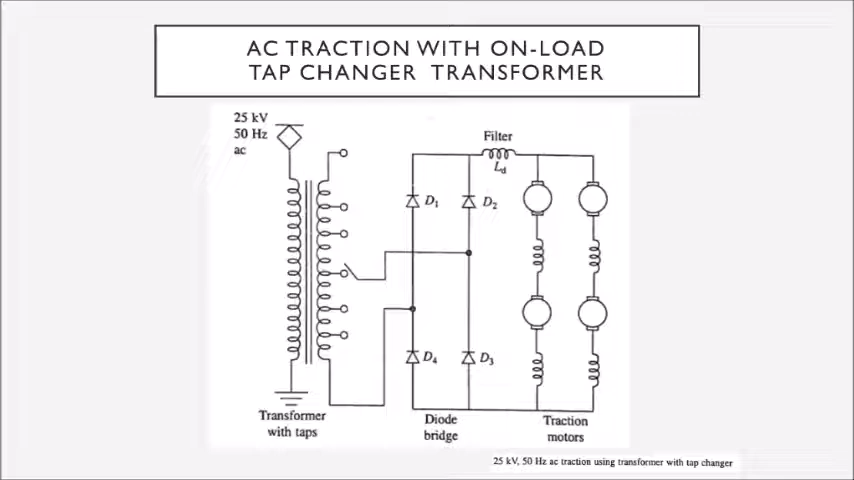 AC TRACTION WITH ON-LOAD
TAP CHANGER TRANSFORMER
25 kV
50 Hz
ac
Filter
Ld
D1
D2
D4
D3
Transformer
with taps
Diode
bridge
Traction
motors
25 kV, 50 Hz ac traction using transformer with tap changer